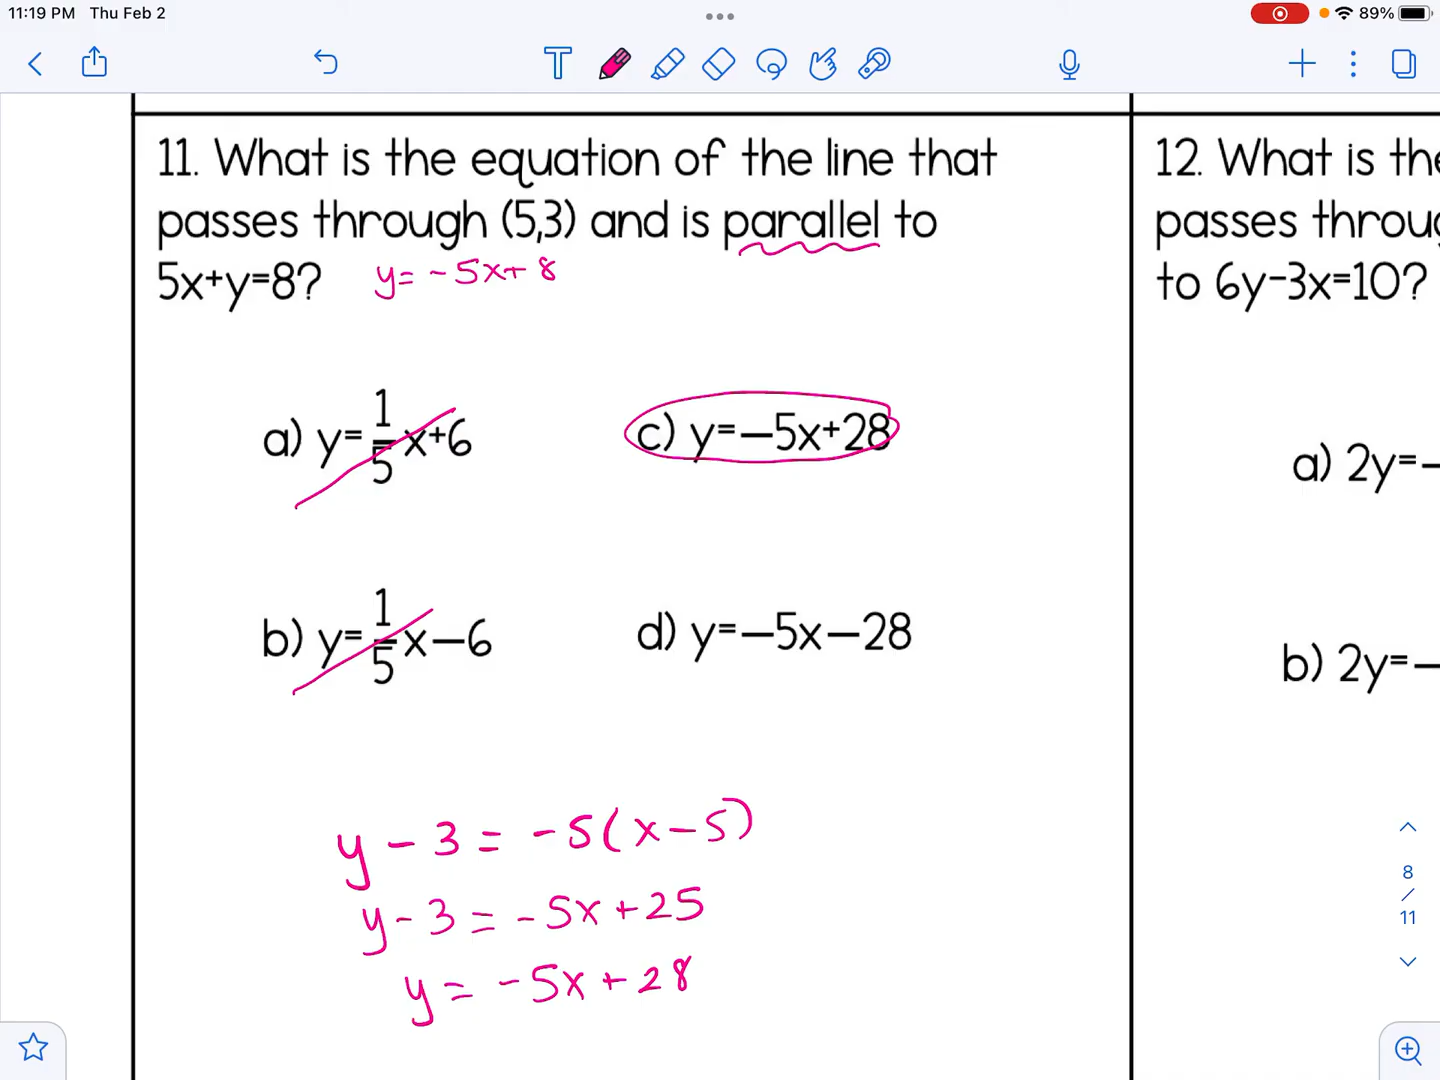 11:19 PM Thu Feb 2
89%
11. What is the equation of the line that
passes through (5,3) and is parallel to
5x+y=8?
y = -5x + 8
a) y=1/5x+6
c) y=−5x+28
b) y=1/5x−6
d) y=−5x−28
y - 3 = -5(x - 5)
y - 3 = -5x + 25
y = -5x + 28
12. What is the
passes throug
to 6y−3x=10?
a) 2y=−
b) 2y=−
8
/
11